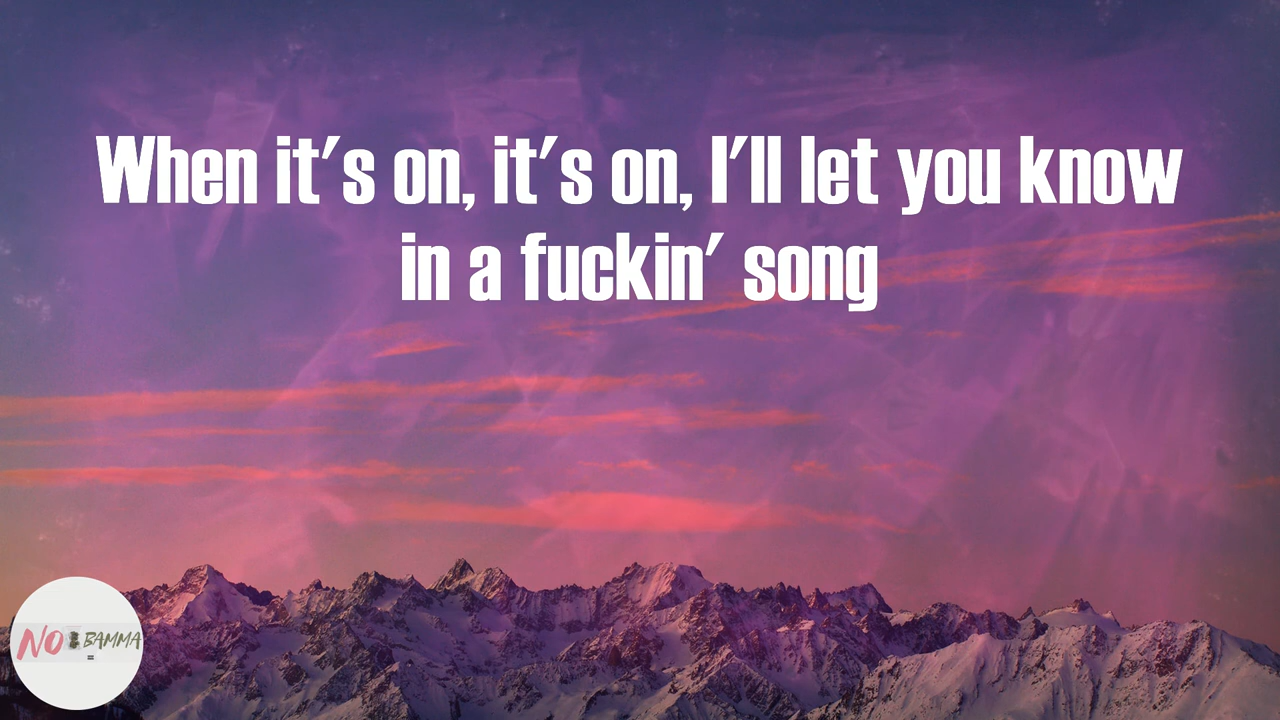 When it's on, it's on, I'll let you know
in a fuckin' song
NO BAMMA